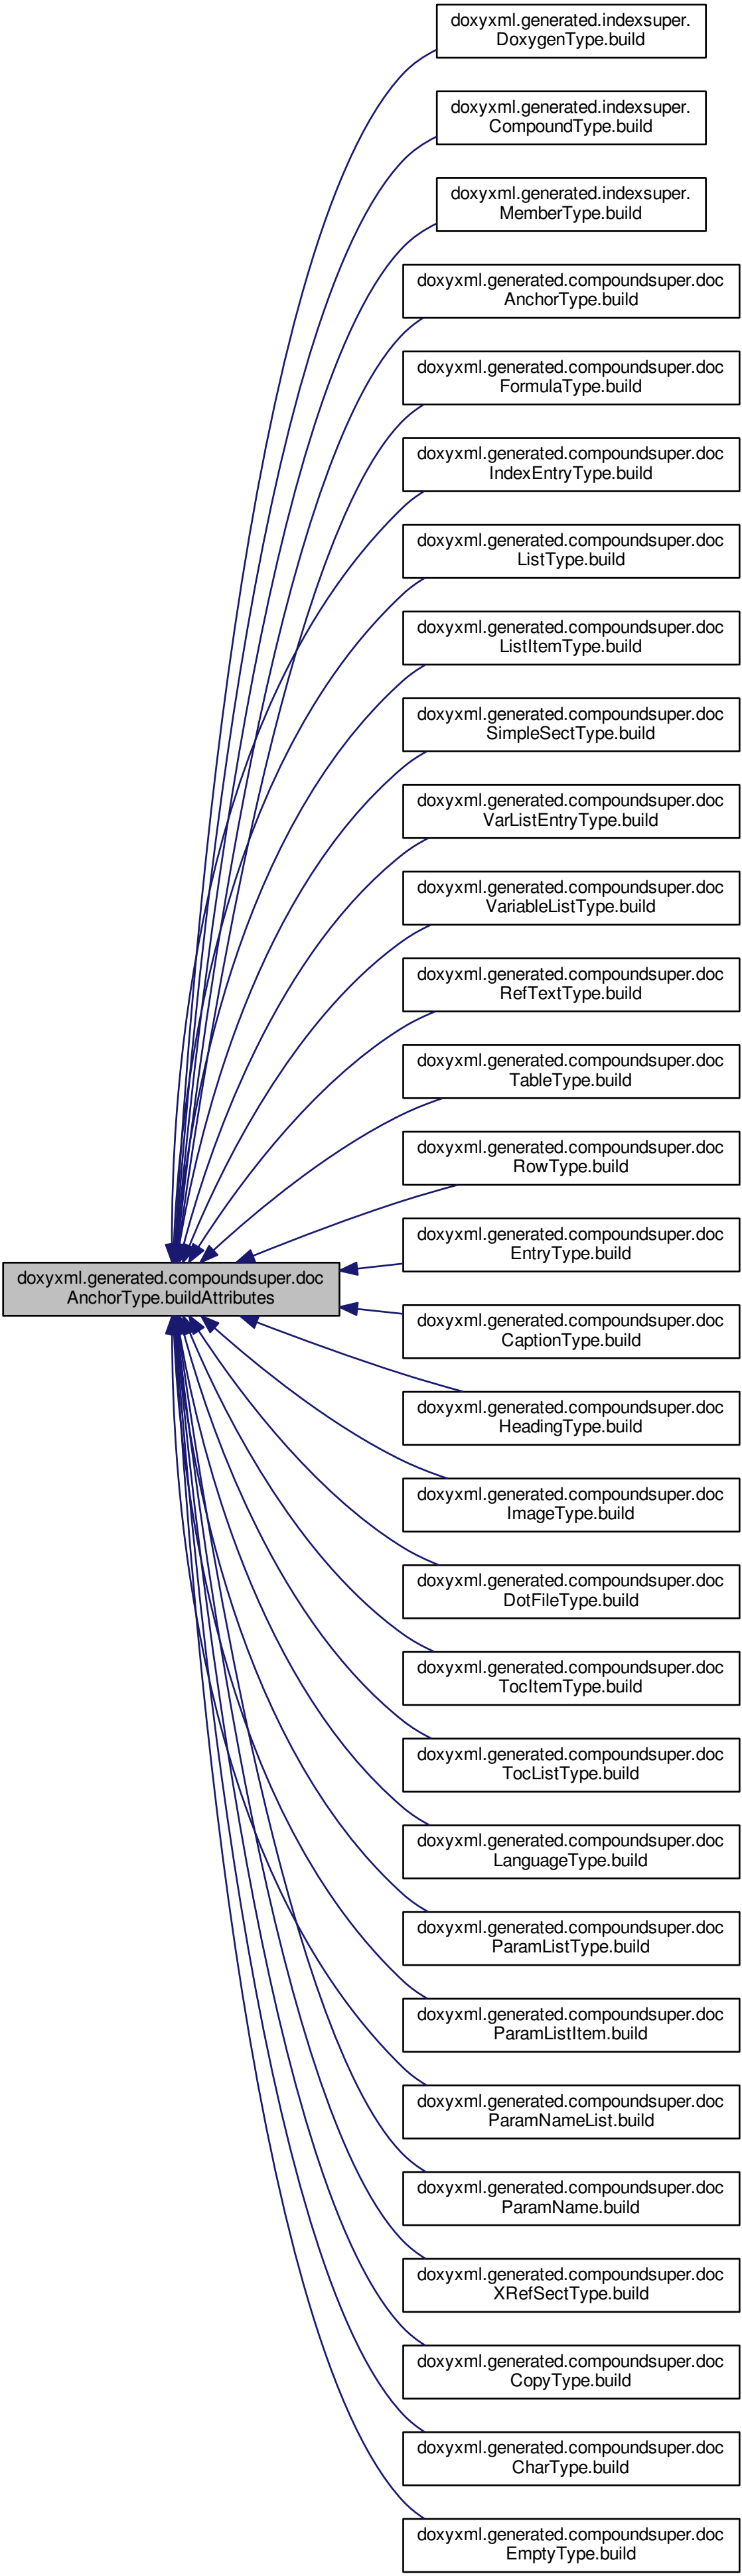 doxyxml.generated.indexsuper.
DoxygenType.build
doxyxml.generated.indexsuper.
CompoundType.build
doxyxml.generated.indexsuper.
MemberType.build
doxyxml.generated.compoundsuper.doc
AnchorType.build
doxyxml.generated.compoundsuper.doc
FormulaType.build
doxyxml.generated.compoundsuper.doc
IndexEntryType.build
doxyxml.generated.compoundsuper.doc
ListType.build
doxyxml.generated.compoundsuper.doc
ListItemType.build
doxyxml.generated.compoundsuper.doc
SimpleSectType.build
doxyxml.generated.compoundsuper.doc
VarListEntryType.build
doxyxml.generated.compoundsuper.doc
VariableListType.build
doxyxml.generated.compoundsuper.doc
RefTextType.build
doxyxml.generated.compoundsuper.doc
TableType.build
doxyxml.generated.compoundsuper.doc
RowType.build
doxyxml.generated.compoundsuper.doc
EntryType.build
doxyxml.generated.compoundsuper.doc
AnchorType.buildAttributes
doxyxml.generated.compoundsuper.doc
CaptionType.build
doxyxml.generated.compoundsuper.doc
HeadingType.build
doxyxml.generated.compoundsuper.doc
ImageType.build
doxyxml.generated.compoundsuper.doc
DotFileType.build
doxyxml.generated.compoundsuper.doc
TocItemType.build
doxyxml.generated.compoundsuper.doc
TocListType.build
doxyxml.generated.compoundsuper.doc
LanguageType.build
doxyxml.generated.compoundsuper.doc
ParamListType.build
doxyxml.generated.compoundsuper.doc
ParamListItem.build
doxyxml.generated.compoundsuper.doc
ParamNameList.build
doxyxml.generated.compoundsuper.doc
ParamName.build
doxyxml.generated.compoundsuper.doc
XRefSectType.build
doxyxml.generated.compoundsuper.doc
CopyType.build
doxyxml.generated.compoundsuper.doc
CharType.build
doxyxml.generated.compoundsuper.doc
EmptyType.build